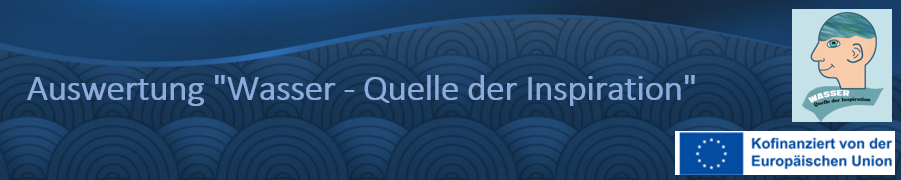 Auswertung "Wasser - Quelle der Inspiration"
WASSER
Quelle der Inspiration
Kofinanziert von der
Europäischen Union